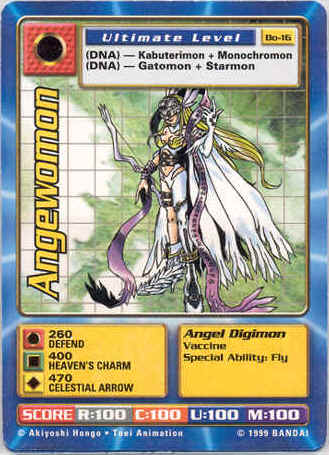 Ultimate Level
Bo-16
(DNA) — Kabuterimon + Monochromon
(DNA) — Gatomon + Starmon
Angewomon
260
DEFEND
400
HEAVEN'S CHARM
470
CELESTIAL ARROW
Angel Digimon
Vaccine
Special Ability: Fly
SCORE R:100 C:100 U:100 M:100
© Akiyoshi Hongo • Toei Animation © 1999 BANDAI